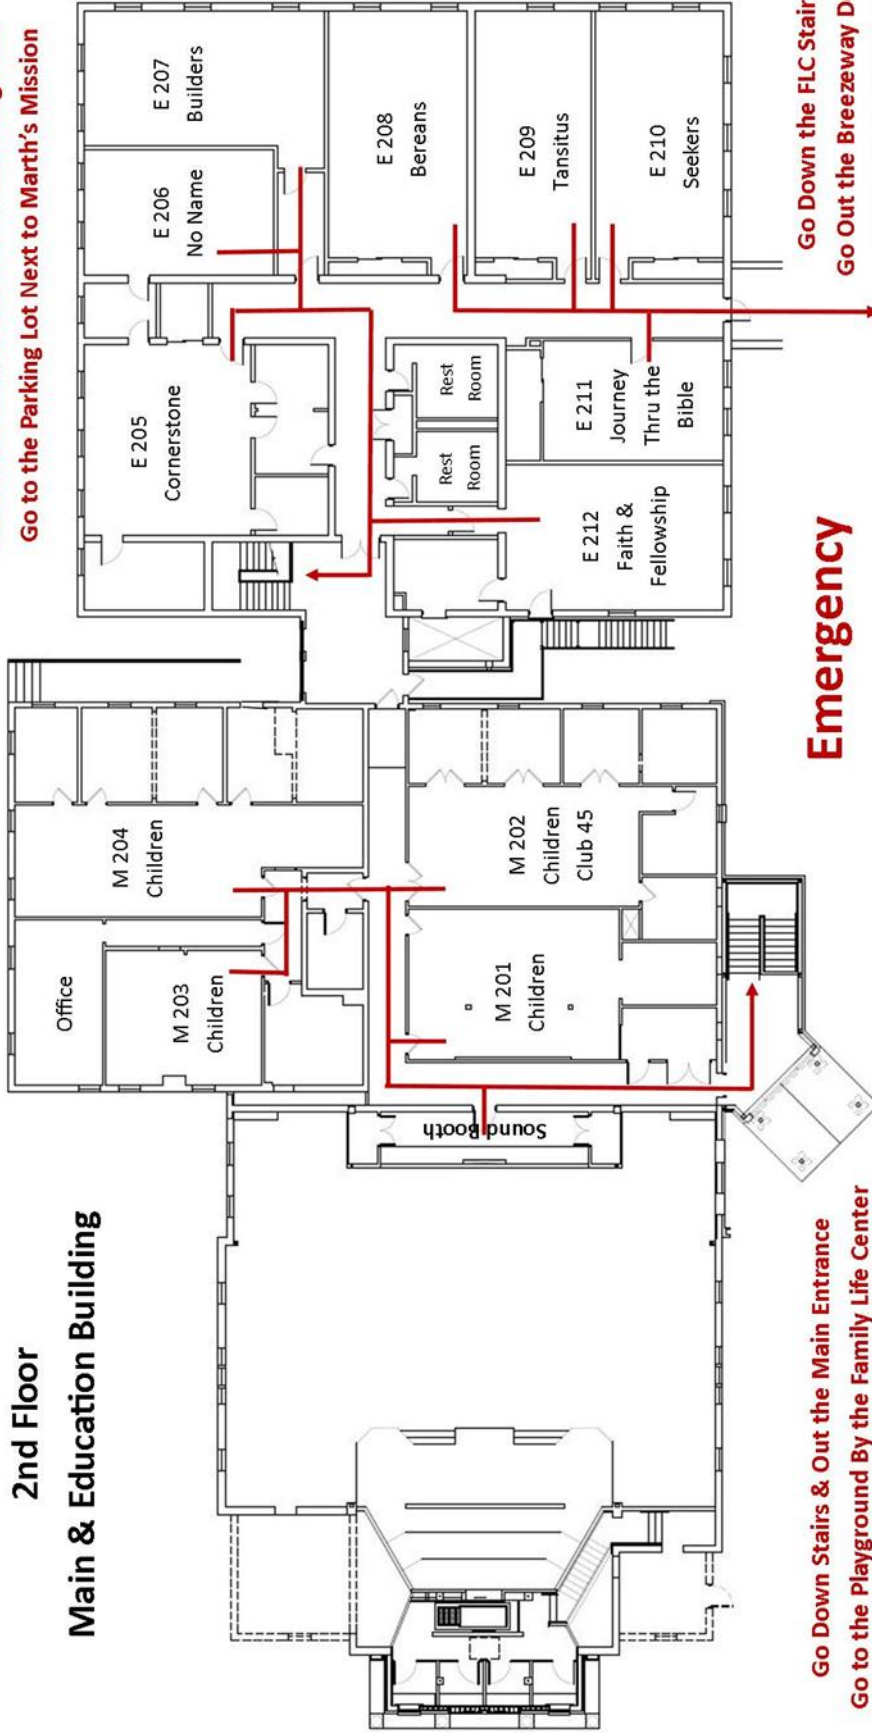 2nd Floor
Main & Education Building
Go to the Parking Lot Next to Marth's Mission
Office
M 203
Children
M 204
Children
M 201
Children
M 202
Children
Club 45
Sound Booth
E 205
Cornerstone
E 206
No Name
E 207
Builders
E 208
Bereans
E 209
Tansitus
E 210
Seekers
Rest
Room
Rest
Room
E 211
Journey
Thru the
Bible
E 212
Faith &
Fellowship
Emergency
Go Down Stairs & Out the Main Entrance
Go to the Playground By the Family Life Center
Go Down the FLC Stair
Go Out the Breezeway D